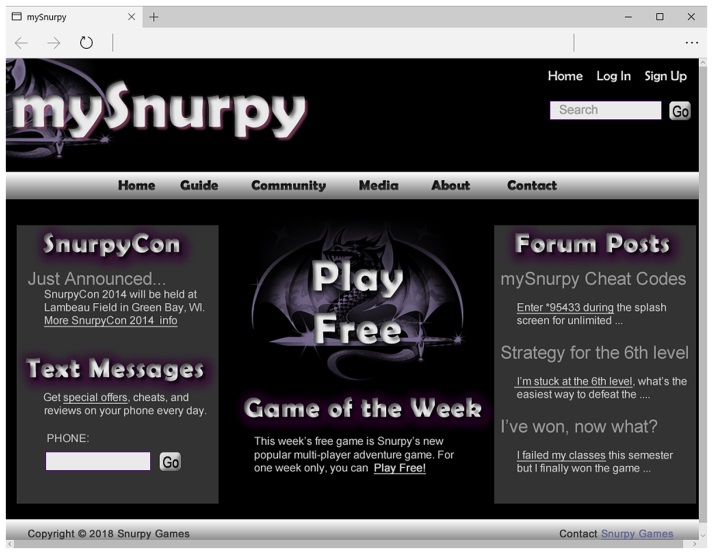 mySnurpy
mySnurpy
Home Log In Sign Up
Search Go
Home Guide Community Media About Contact
SnurpyCon
Just Announced...
SnurpyCon 2014 will be held at
Lambeau Field in Green Bay, WI.
More SnurpyCon 2014 info
Text Messages
Get special offers, cheats, and
reviews on your phone every day.
PHONE:
Go
Play
Free
Game of the Week
This week's free game is Snurpy's new
popular multi-player adventure game. For
one week only, you can Play Free!
Forum Posts
mySnurpy Cheat Codes
Enter *95433 during the splash
screen for unlimited ...
Strategy for the 6th level
I'm stuck at the 6th level, what's the
easiest way to defeat the ....
I've won, now what?
I failed my classes this semester
but I finally won the game ...
Copyright © 2018 Snurpy Games
Contact Snurpy Games